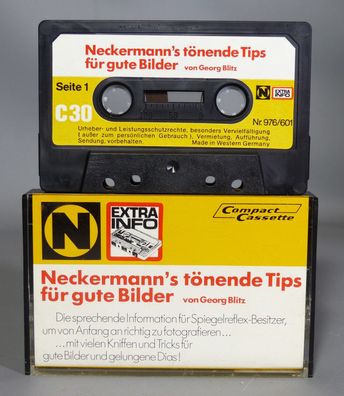 Neckermann's tönende Tips
für gute Bilder von Georg Blitz
Seite 1
C30
N
EXTRA
INFO
Nr. 976/601
Urheber- und Leistungsschutzrechte, besonders Vervielfältigung
(außer zum persönlichen Gebrauch), Vermietung, Aufführung,
Sendung, vorbehalten. Made in Western Germany
N
EXTRA
INFO
Compact
Cassette
Neckermann's tönende Tips
für gute Bilder von Georg Blitz
Die sprechende Information für Spiegelreflex-Besitzer,
um von Anfang an richtig zu fotografieren...
...mit vielen Kniffen und Tricks für
gute Bilder und gelungene Dias!